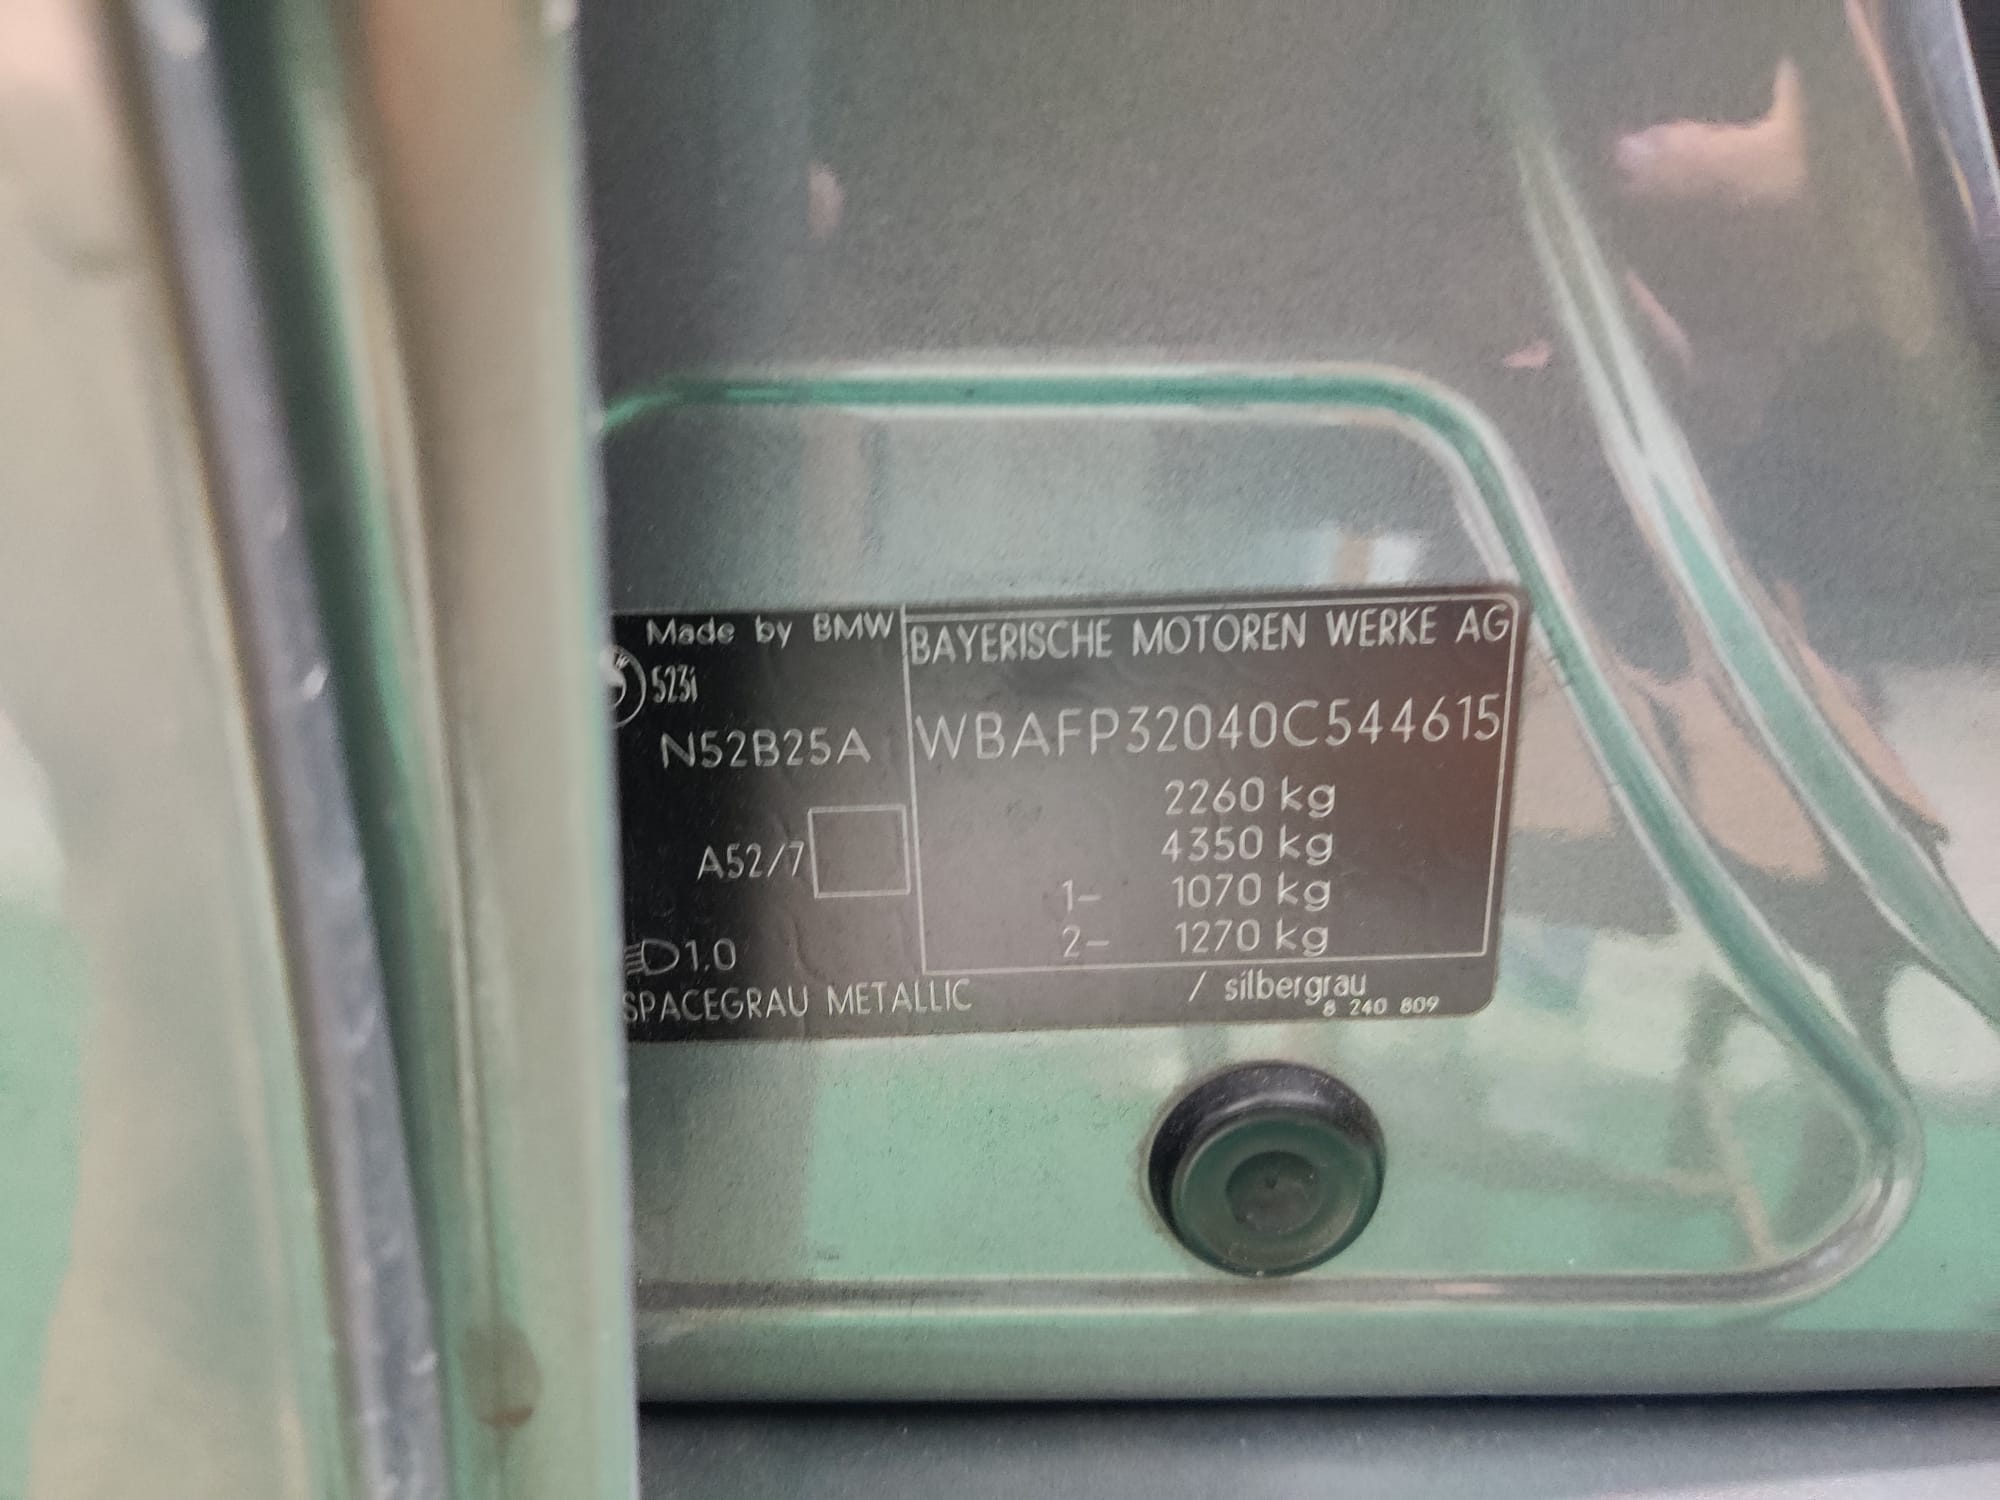 Made by BMW
523i
N52B25A
A52/7
1.0
SPACEGRAU METALLIC / silbergrau
8 240 809
BAYERISCHE MOTOREN WERKE AG
WBAFP32040C544615
2260 kg
4350 kg
1- 1070 kg
2- 1270 kg